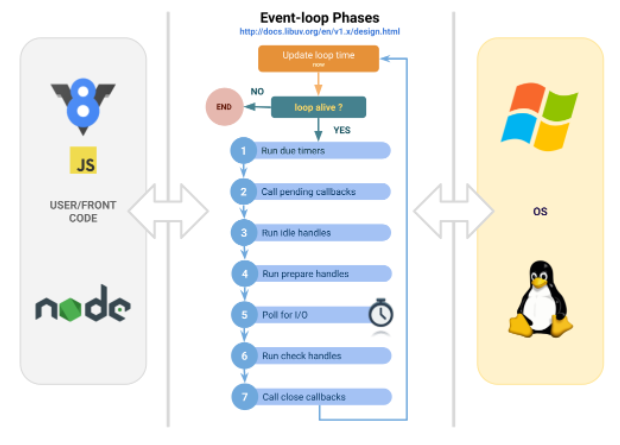 Event-loop Phases
http://docs.libuv.org/en/v1.x/design.html
Update loop time
now
NO
END
loop alive ?
YES
1 Run due timers
2 Call pending callbacks
3 Run idle handles
4 Run prepare handles
5 Poll for I/O
6 Run check handles
7 Call close callbacks
8
JS
USER/FRONT
CODE
node
OS